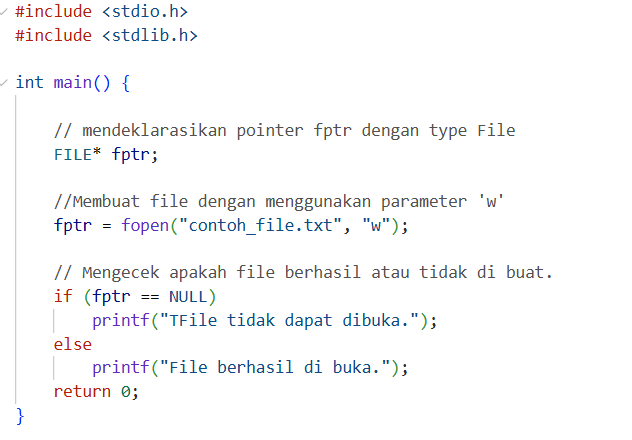 #include <stdio.h>
#include <stdlib.h>
int main() {
// mendeklarasikan pointer fptr dengan type File
FILE* fptr;
//Membuat file dengan menggunakan parameter 'w'
fptr = fopen("contoh_file.txt", "w");
// Mengecek apakah file berhasil atau tidak di buat.
if (fptr == NULL)
printf("TFile tidak dapat dibuka.");
else
printf("File berhasil di buka.");
return 0;
}